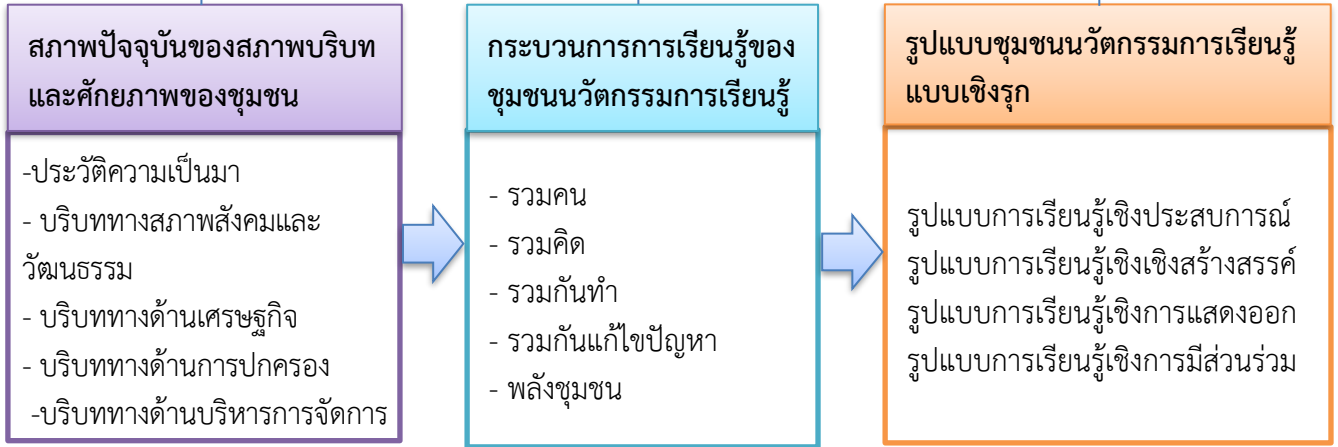 สภาพปัจจุบันของสภาพบริบท
และศักยภาพของชุมชน
-ประวัติความเป็นมา
- บริบททางสภาพสังคมและ
วัฒนธรรม
- บริบททางด้านเศรษฐกิจ
- บริบททางด้านการปกครอง
-บริบททางด้านบริหารการจัดการ
กระบวนการการเรียนรู้ของ
ชุมชนนวัตกรรมการเรียนรู้
- รวมคน
- รวมคิด
- รวมกันทำ
- รวมกันแก้ไขปัญหา
- พลังชุมชน
รูปแบบชุมชนนวัตกรรมการเรียนรู้
แบบเชิงรุก
รูปแบบการเรียนรู้เชิงประสบการณ์
รูปแบบการเรียนรู้เชิงเชิงสร้างสรรค์
รูปแบบการเรียนรู้เชิงการแสดงออก
รูปแบบการเรียนรู้เชิงการมีส่วนร่วม